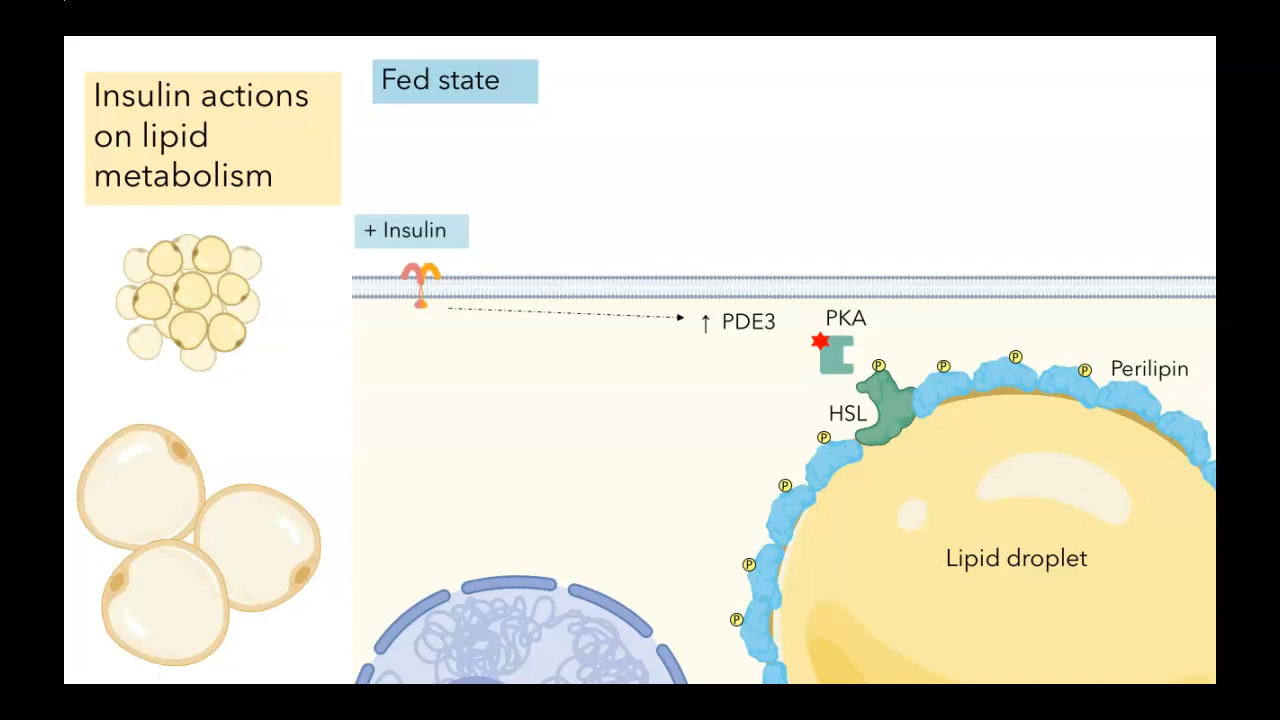 Insulin actions
on lipid
metabolism
Fed state
+ Insulin
↑ PDE3
PKA
HSL
Perilipin
Lipid droplet
P
P
P
P
P
P
P
P